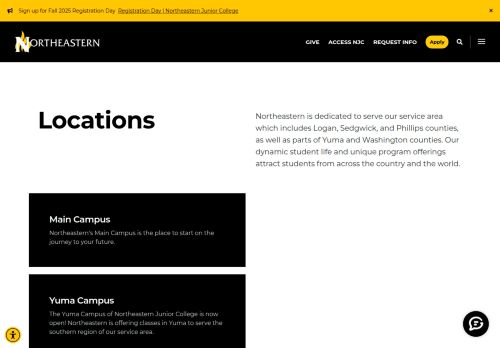 Sign up for Fall 2025 Registration Day Registration Day | Northeastern Junior College ×
NORTHEASTERN GIVE ACCESS NJC REQUEST INFO Apply
Locations
Northeastern is dedicated to serve our service area
which includes Logan, Sedgwick, and Phillips counties,
as well as parts of Yuma and Washington counties. Our
dynamic student life and unique program offerings
attract students from across the country and the world.
Main Campus
Northeastern's Main Campus is the place to start on the
journey to your future.
Yuma Campus
The Yuma Campus of Northeastern Junior College is now
open! Northeastern is offering classes in Yuma to serve the
southern region of our service area.